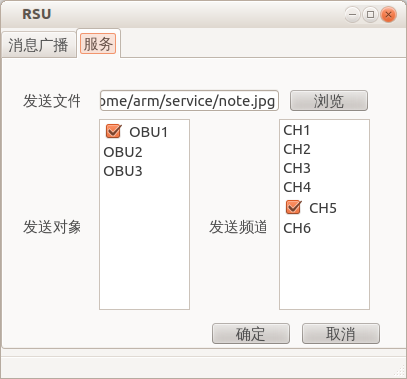 RSU
消息广播 服务
发送文件 ome/arm/service/note.jpg 浏览
OBU1
OBU2
OBU3
发送对象
发送频道
CH1
CH2
CH3
CH4
CH5
CH6
确定 取消